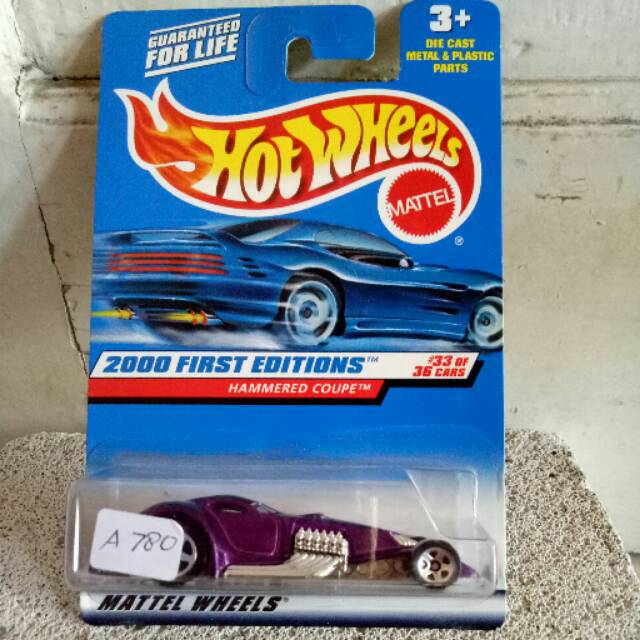 GUARANTEED
FOR LIFE
3+
DIE CAST
METAL & PLASTIC
PARTS
HOT WHEELS
MATTEL
®
2000 FIRST EDITIONS™
#33 OF
36 CARS
HAMMERED COUPE™
A 780
MATTEL WHEELS®